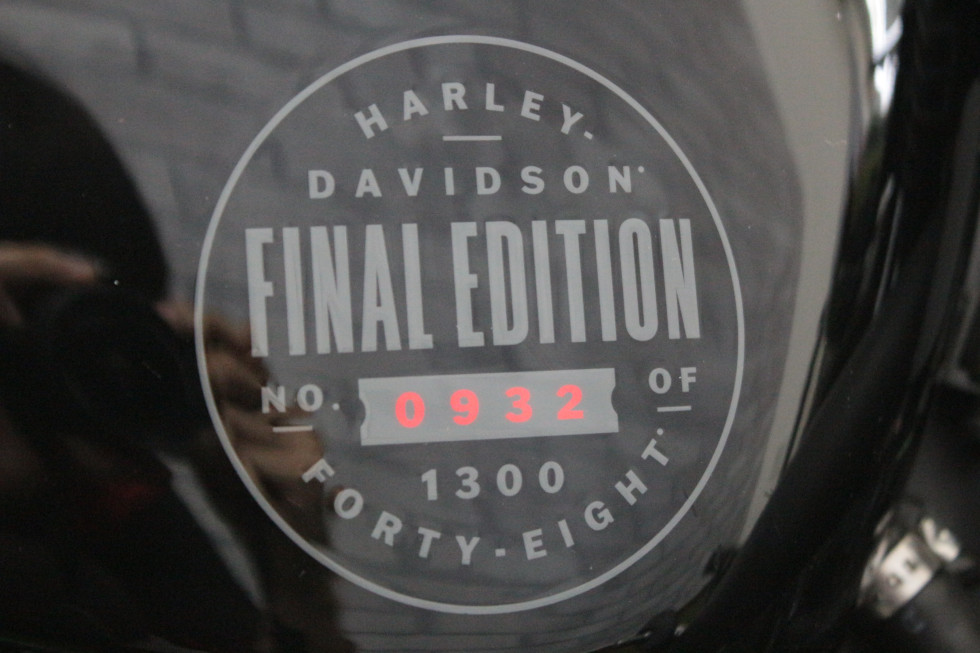 HARLEY-
DAVIDSON
FINAL EDITION
NO. 0932 OF
1300
FORTY-EIGHT